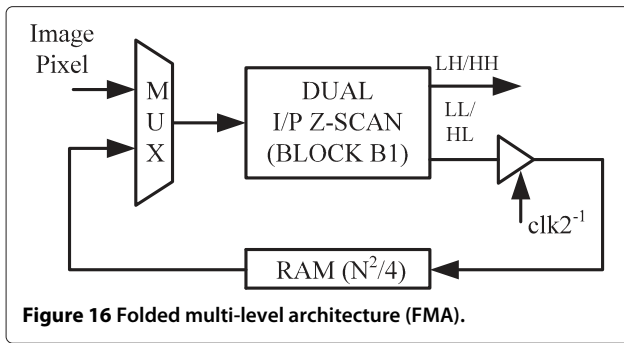 Image
Pixel
M
U
X
DUAL
I/P Z-SCAN
(BLOCK B1)
LH/HH
LL/
HL
clk2⁻¹
RAM (N²/4)
Figure 16 Folded multi-level architecture (FMA).